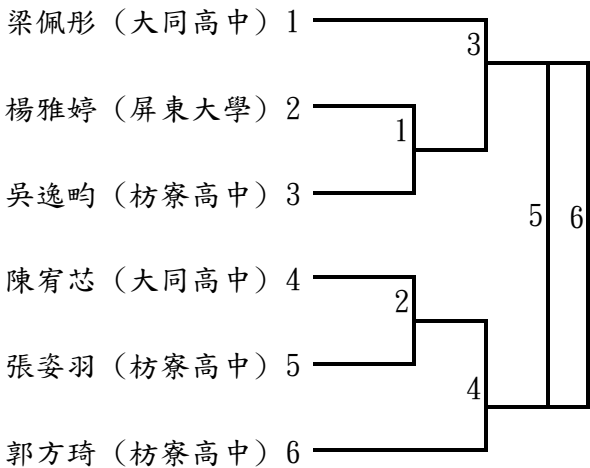 梁佩彤（大同高中）1
3
楊雅婷（屏東大學）2
1
吳逸畇（枋寮高中）3
5 6
陳宥芯（大同高中）4
2
張姿羽（枋寮高中）5
4
郭方琦（枋寮高中）6